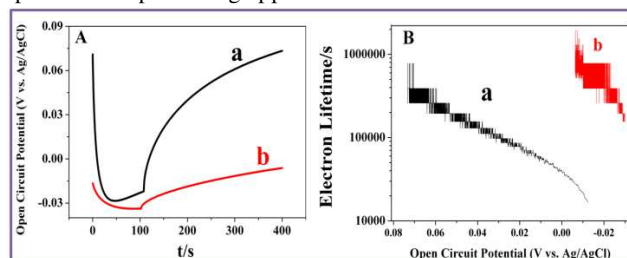 A
a
b
0.09
0.06
0.03
0.00
-0.03
Open Circuit Potential (V vs. Ag/AgCl)
0 100 200 300 400
t/s
B
b
a
1000000
100000
10000
Electron Lifetime/s
0.08 0.06 0.04 0.02 0.00 -0.02
Open Circuit Potential (V vs. Ag/AgCl)